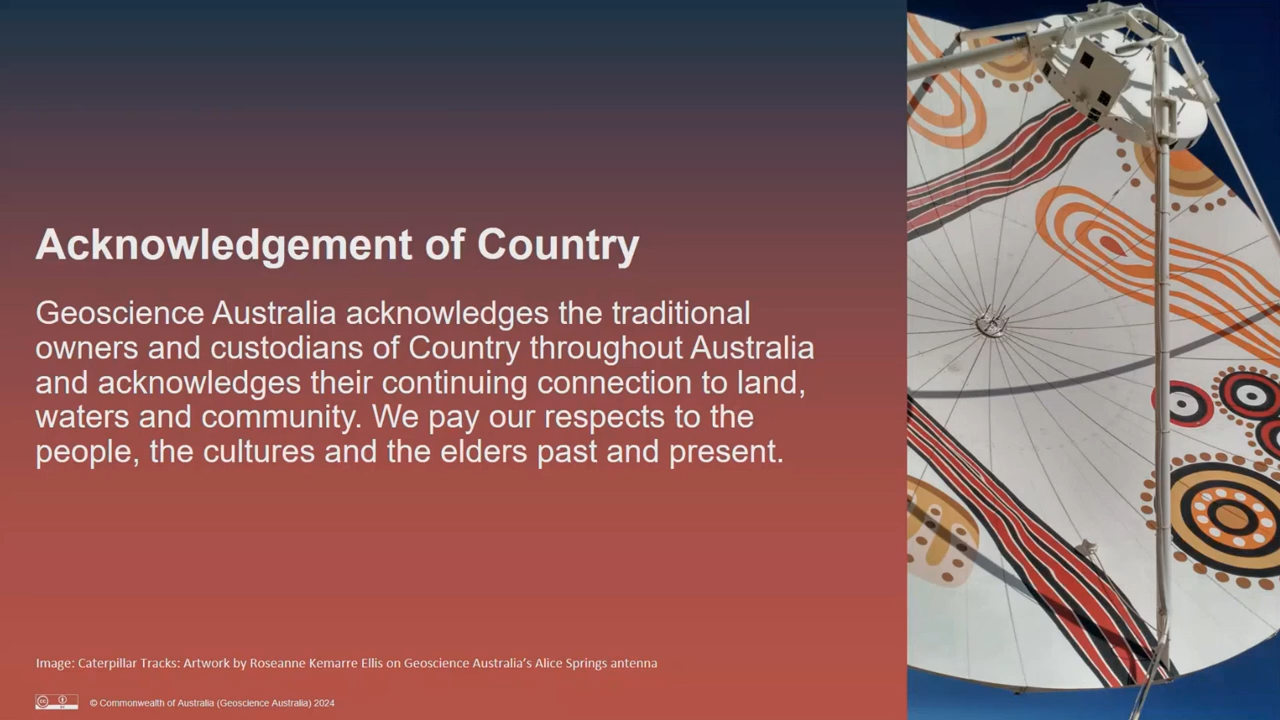 Acknowledgement of Country
Geoscience Australia acknowledges the traditional
owners and custodians of Country throughout Australia
and acknowledges their continuing connection to land,
waters and community. We pay our respects to the
people, the cultures and the elders past and present.
Image: Caterpillar Tracks: Artwork by Roseanne Kemarre Ellis on Geoscience Australia's Alice Springs antenna
© Commonwealth of Australia (Geoscience Australia) 2024